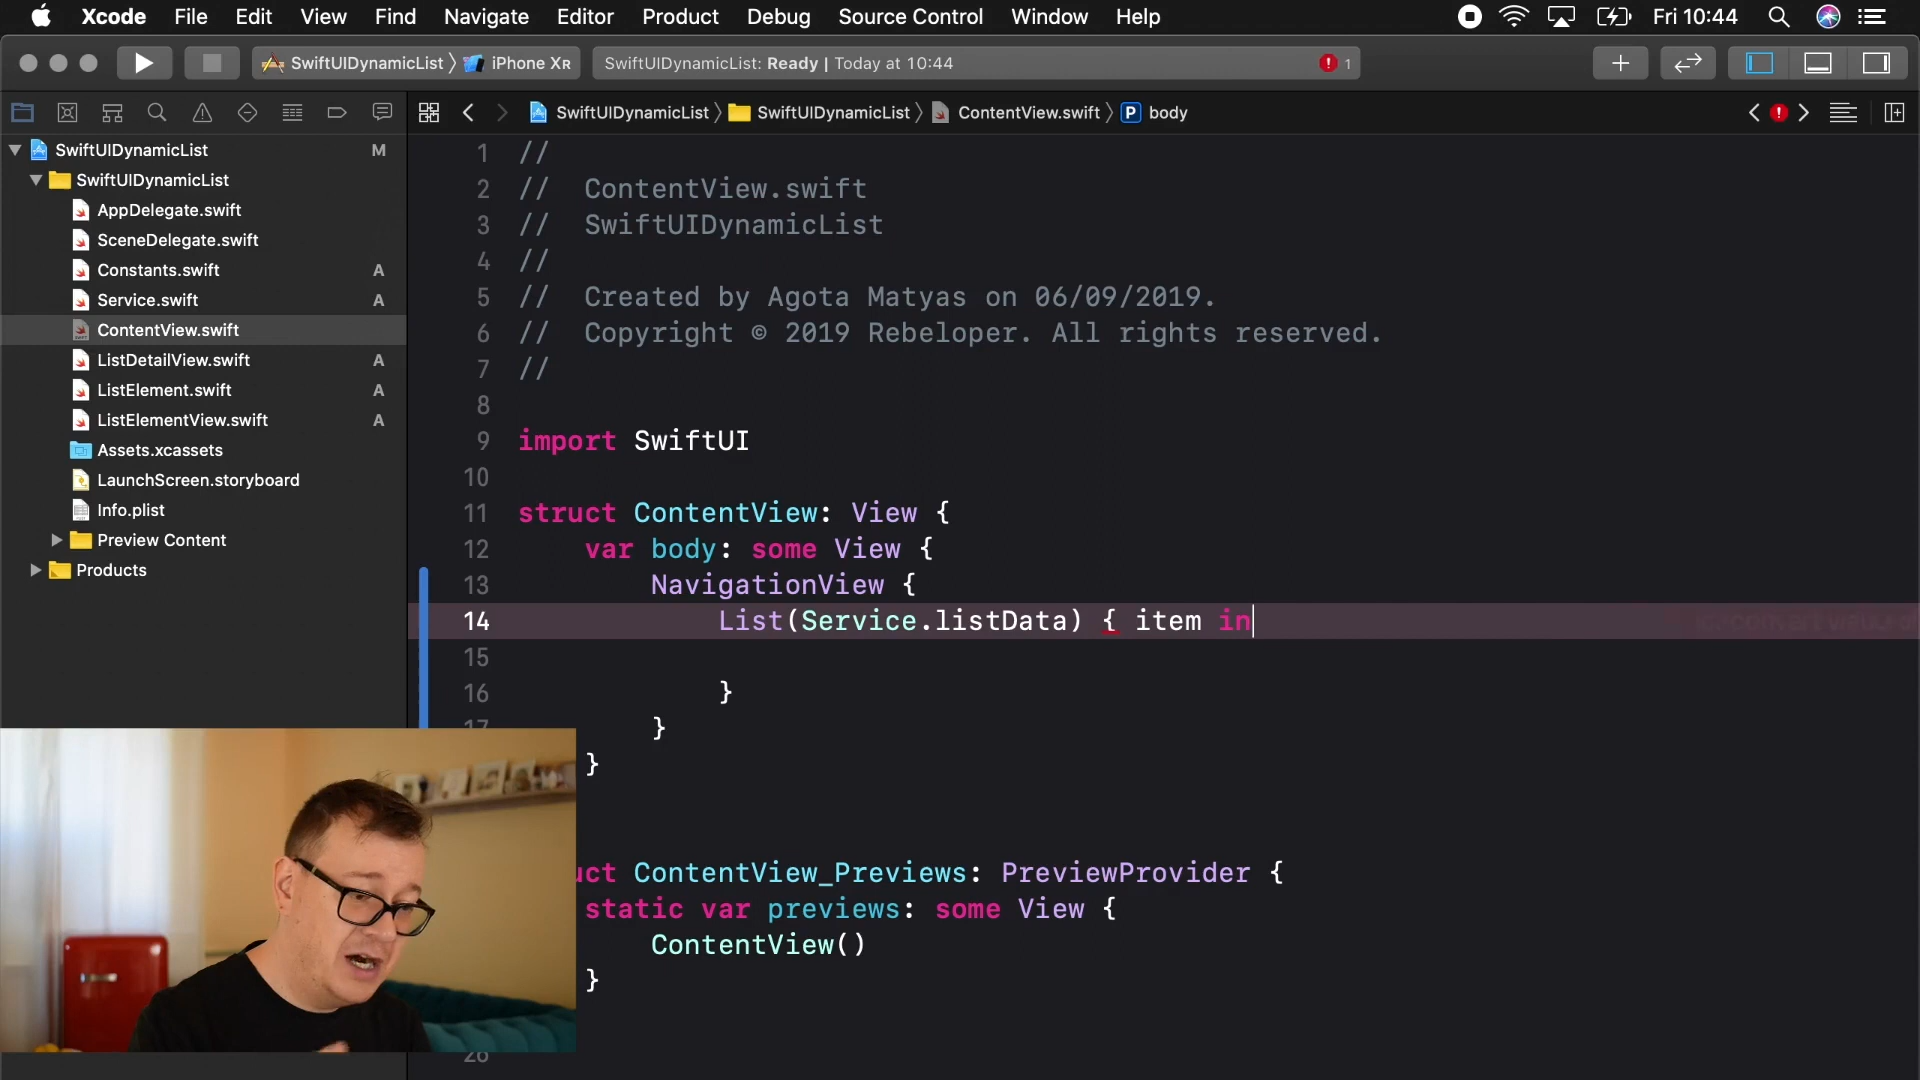 Xcode File Edit View Find Navigate Editor Product Debug Source Control Window Help Fri 10:44
SwiftUIDynamicList iPhone XR SwiftUIDynamicList: Ready | Today at 10:44 1
SwiftUIDynamicList SwiftUIDynamicList ContentView.swift P body
SwiftUIDynamicList M
SwiftUIDynamicList
AppDelegate.swift
SceneDelegate.swift
Constants.swift A
Service.swift A
ContentView.swift
ListDetailView.swift A
ListElement.swift A
ListElementView.swift A
Assets.xcassets
LaunchScreen.storyboard
Info.plist
Preview Content
Products
1 //
2 // ContentView.swift
3 // SwiftUIDynamicList
4 //
5 // Created by Agota Matyas on 06/09/2019.
6 // Copyright © 2019 Rebeloper. All rights reserved.
7 //
8
9 import SwiftUI
10
11 struct ContentView: View {
12 var body: some View {
13 NavigationView {
14 List(Service.listData) { item in
15
16 }
17 }
}
uct ContentView_Previews: PreviewProvider {
static var previews: some View {
ContentView()
}